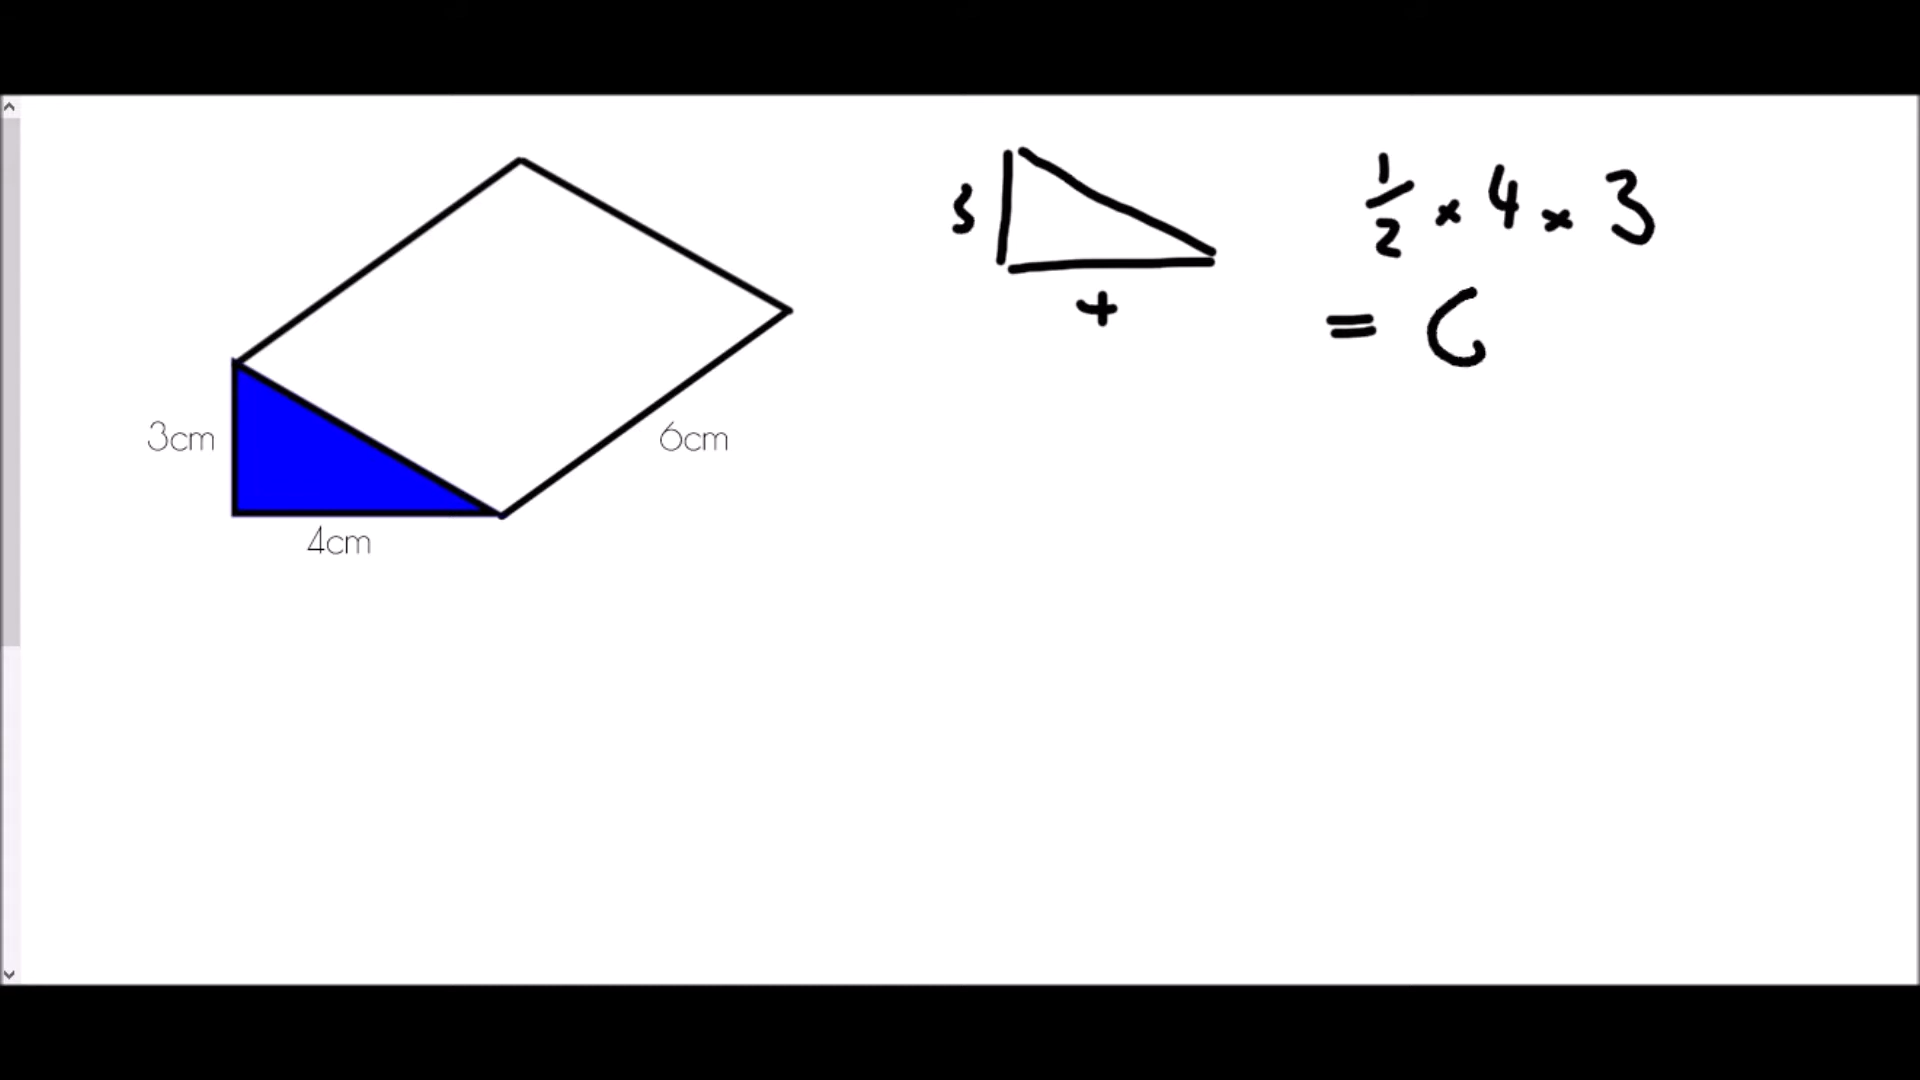 3cm
4cm
6cm
3
4
1/2 × 4 × 3
= 6